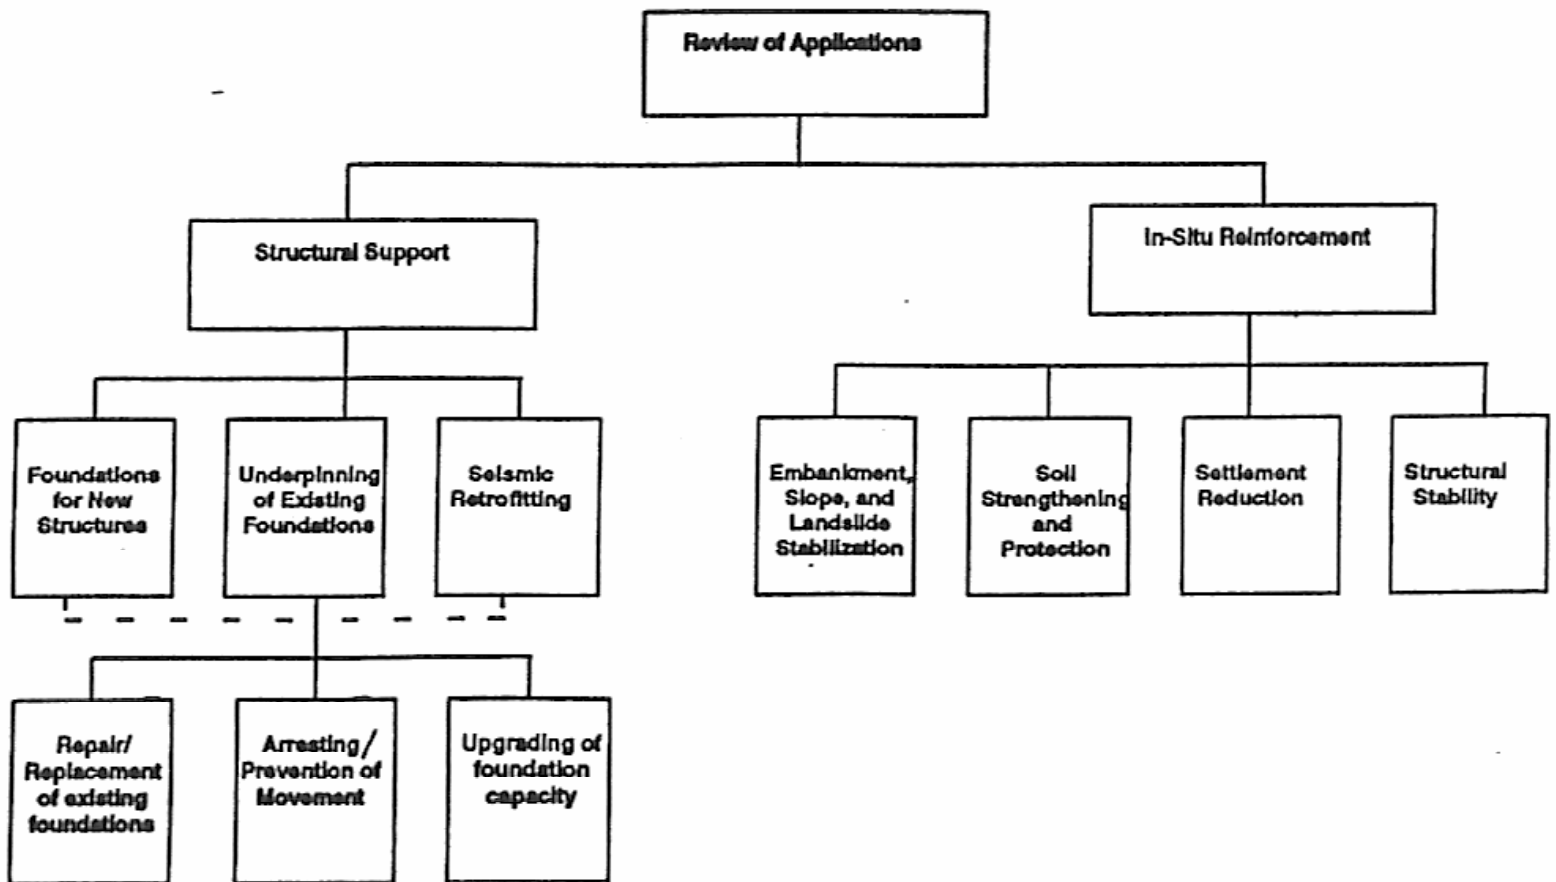 Review of Applications
Structural Support
In-Situ Reinforcement
Foundations
for New
Structures
Underpinning
of Existing
Foundations
Seismic
Retrofitting
Embankment,
Slope, and
Landslide
Stabilization
Soil
Strengthening
and
Protection
Settlement
Reduction
Structural
Stability
Repair/
Replacement
of existing
foundations
Arresting/
Prevention of
Movement
Upgrading of
foundation
capacity